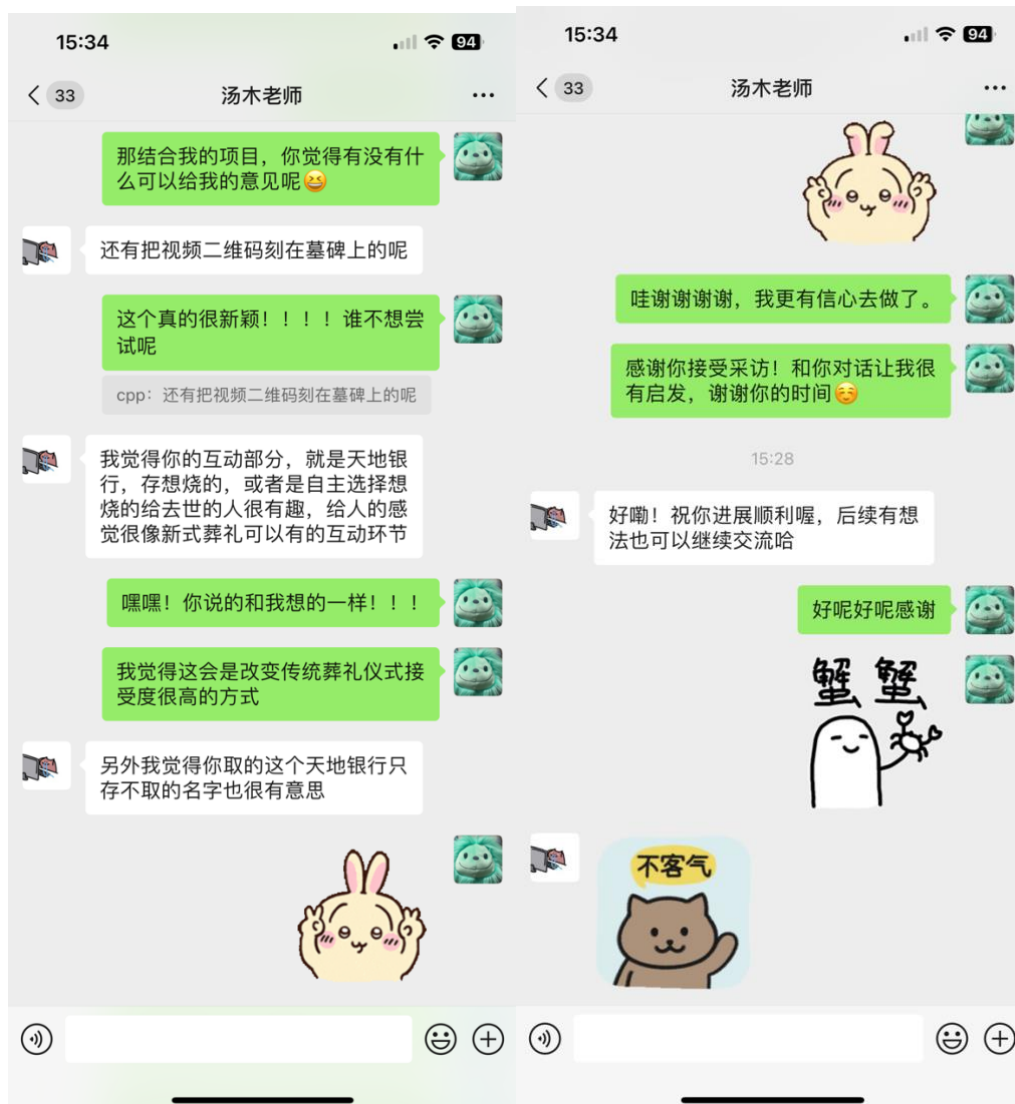 15:34
94
33
汤木老师
那结合我的项目，你觉得有没有什
么可以给我的意见呢😆
还有把视频二维码刻在墓碑上的呢
这个真的很新颖！！！！谁不想尝
试呢
cpp：还有把视频二维码刻在墓碑上的呢
我觉得你的互动部分，就是天地银
行，存想烧的，或者是自主选择想
烧的给去世的人很有趣，给人的感
觉很像新式葬礼可以有的互动环节
嘿嘿！你说的和我想的一样！！！
我觉得这会是改变传统葬礼仪式接
受度很高的方式
另外我觉得你取的这个天地银行只
存不取的名字也很有意思
15:34
94
33
汤木老师
哇谢谢谢谢，我更有信心去做了。
感谢你接受采访！和你对话让我很
有启发，谢谢你的时间☺️
15:28
好嘞！祝你进展顺利喔，后续有想
法也可以继续交流哈
好呢好呢感谢
蟹 蟹
不客气